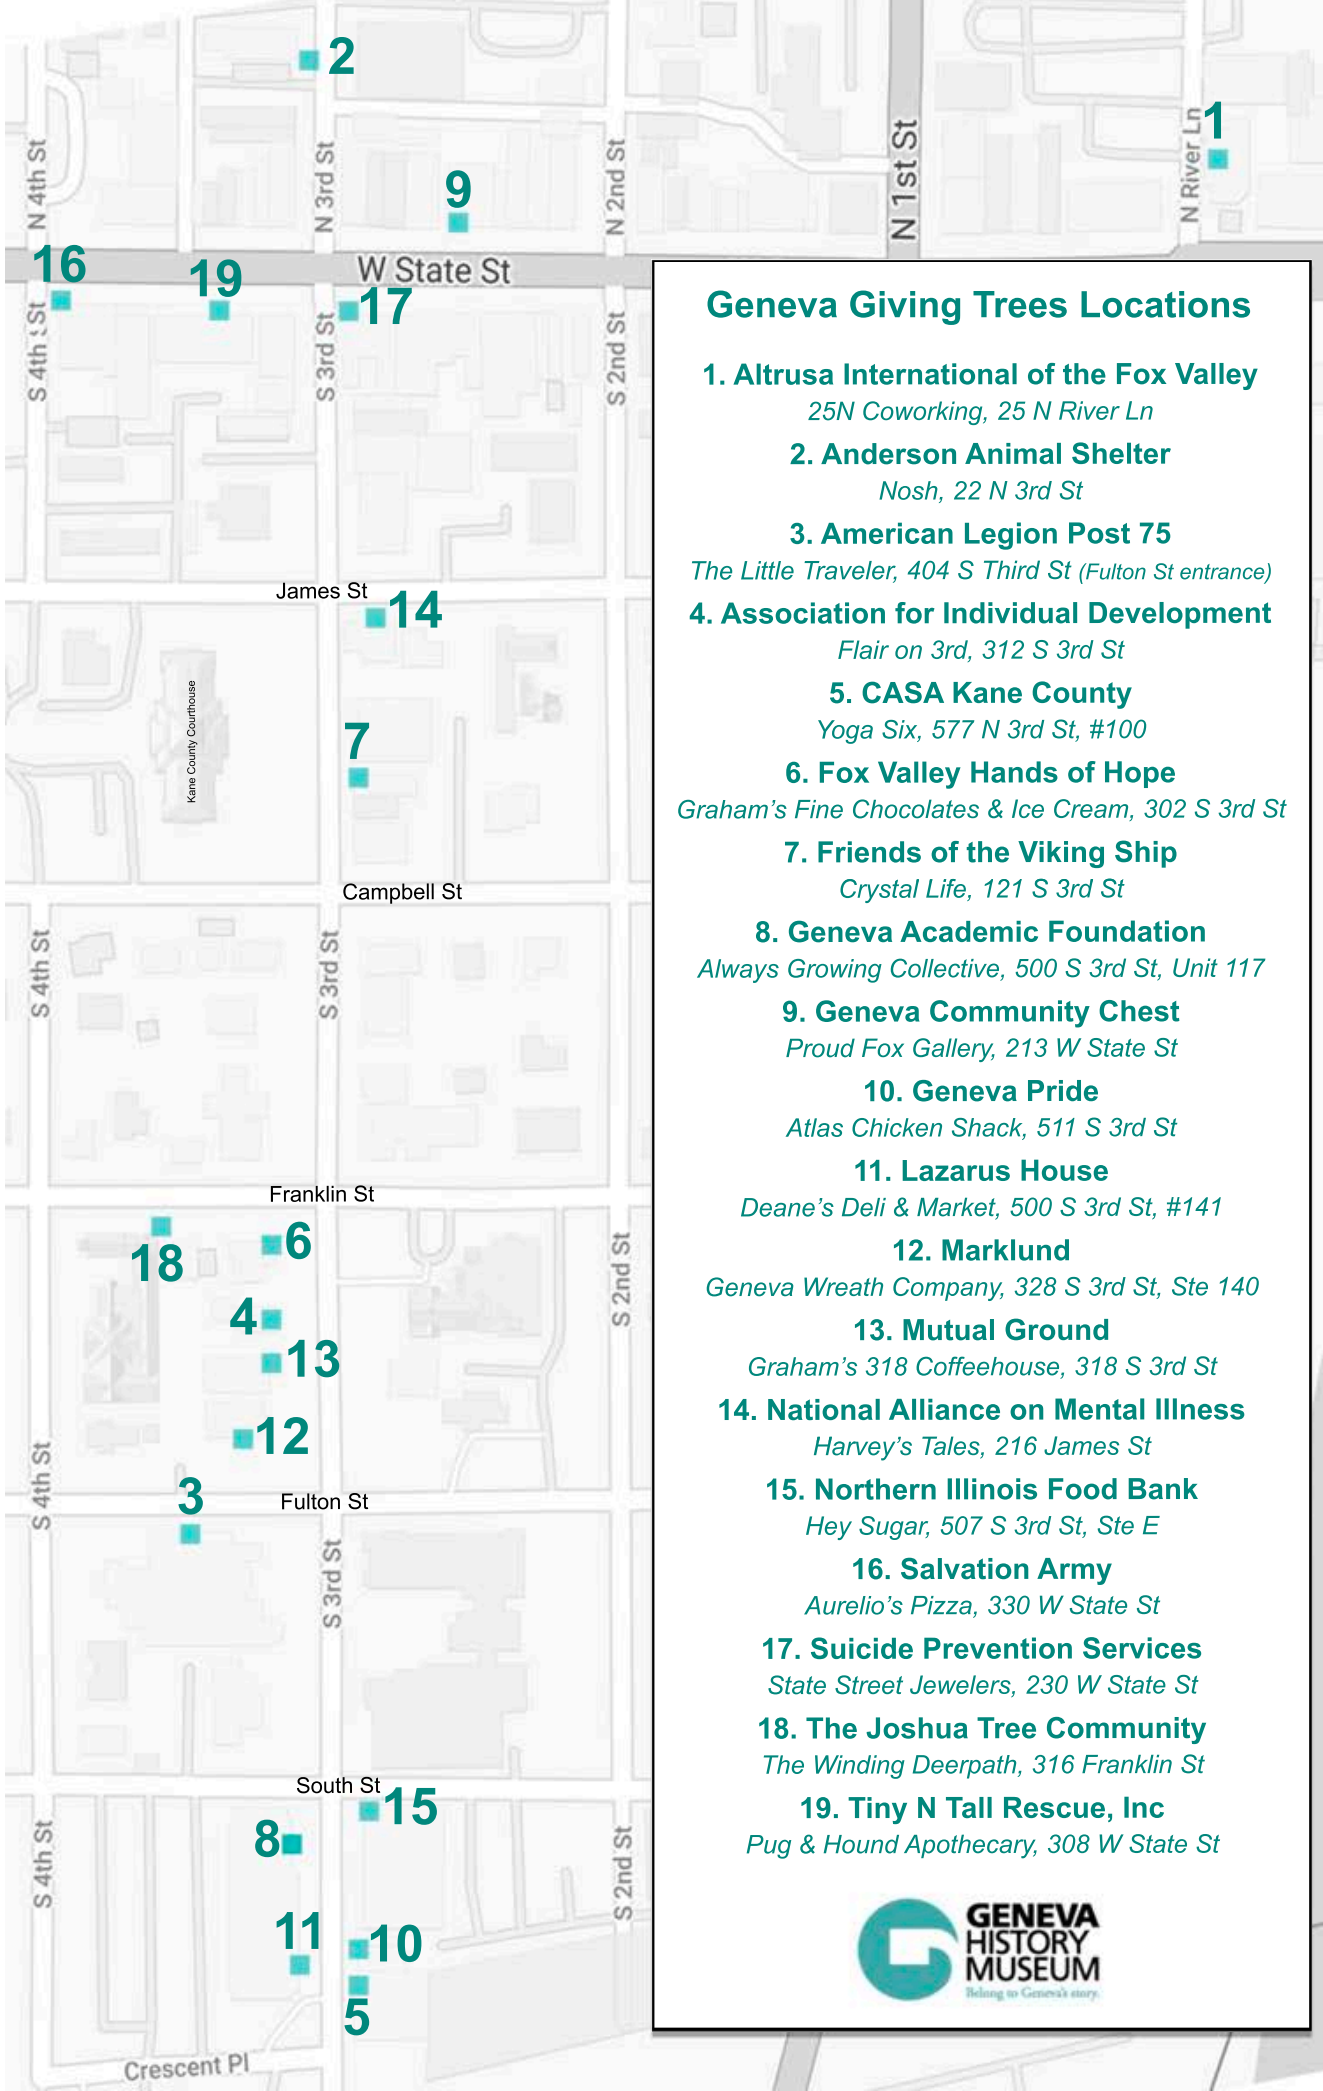 2
1
N 4th St
N 3rd St
9
N 2nd St
N 1st St
N River Ln
16
19
W State St
17
S 4th St
S 3rd St
S 2nd St
James St
14
Kane County Courthouse
7
Campbell St
S 4th St
S 3rd St
Franklin St
18
6
S 2nd St
4
13
12
S 4th St
3
Fulton St
S 3rd St
South St
15
8
S 4th St
S 2nd St
11
10
5
Crescent Pl
Geneva Giving Trees Locations
1. Altrusa International of the Fox Valley
25N Coworking, 25 N River Ln
2. Anderson Animal Shelter
Nosh, 22 N 3rd St
3. American Legion Post 75
The Little Traveler, 404 S Third St (Fulton St entrance)
4. Association for Individual Development
Flair on 3rd, 312 S 3rd St
5. CASA Kane County
Yoga Six, 577 N 3rd St, #100
6. Fox Valley Hands of Hope
Graham's Fine Chocolates & Ice Cream, 302 S 3rd St
7. Friends of the Viking Ship
Crystal Life, 121 S 3rd St
8. Geneva Academic Foundation
Always Growing Collective, 500 S 3rd St, Unit 117
9. Geneva Community Chest
Proud Fox Gallery, 213 W State St
10. Geneva Pride
Atlas Chicken Shack, 511 S 3rd St
11. Lazarus House
Deane's Deli & Market, 500 S 3rd St, #141
12. Marklund
Geneva Wreath Company, 328 S 3rd St, Ste 140
13. Mutual Ground
Graham's 318 Coffeehouse, 318 S 3rd St
14. National Alliance on Mental Illness
Harvey's Tales, 216 James St
15. Northern Illinois Food Bank
Hey Sugar, 507 S 3rd St, Ste E
16. Salvation Army
Aurelio's Pizza, 330 W State St
17. Suicide Prevention Services
State Street Jewelers, 230 W State St
18. The Joshua Tree Community
The Winding Deerpath, 316 Franklin St
19. Tiny N Tall Rescue, Inc
Pug & Hound Apothecary, 308 W State St
GENEVA
HISTORY
MUSEUM
Belong to Geneva's story.